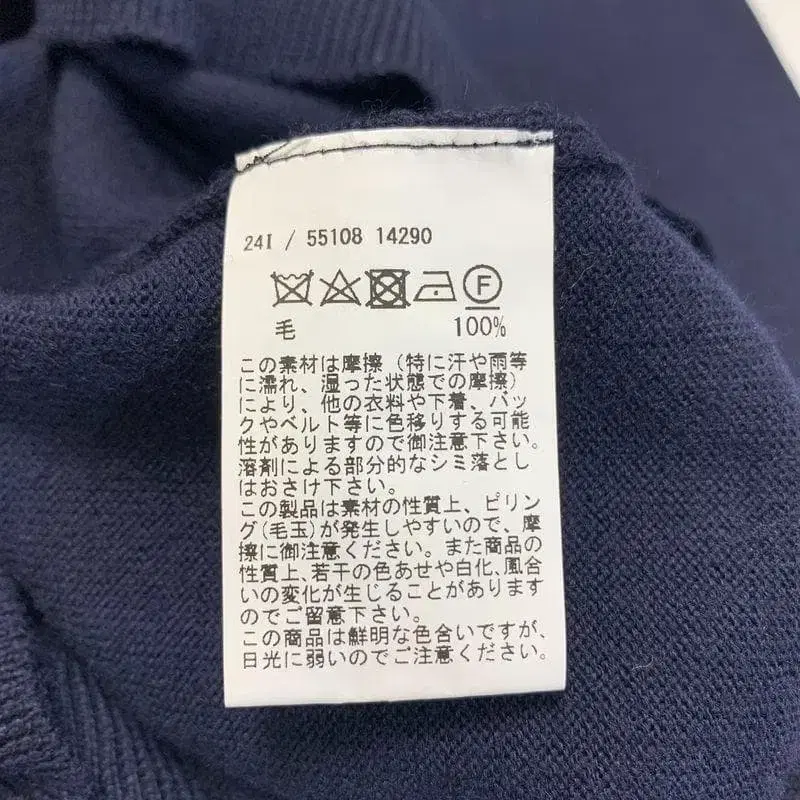 24I / 55108 14290
F
毛 100%
この素材は摩擦（特に汗や雨等
に濡れ、湿った状態での摩擦）
により、他の衣料や下着、バッ
クやベルト等に色移りする可能
性がありますので御注意下さい。
溶剤による部分的なシミ落とし
はおさけ下さい。
この製品は素材の性質上、ピリン
グ(毛玉)が発生しやすいので、摩
擦に御注意ください。また商品の
性質上、若干の色あせや白化、風合
いの変化が生じることがあります
のでご留意下さい。
この商品は鮮明な色合いですが、
日光に弱いのでご注意ください。